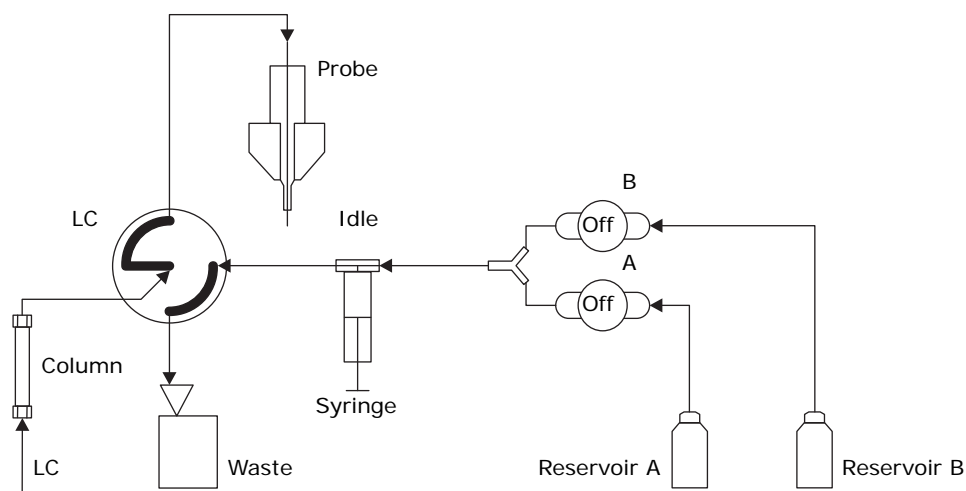 Probe
B
LC
Idle
Off
A
Off
Column
Syringe
LC
Waste
Reservoir A
Reservoir B